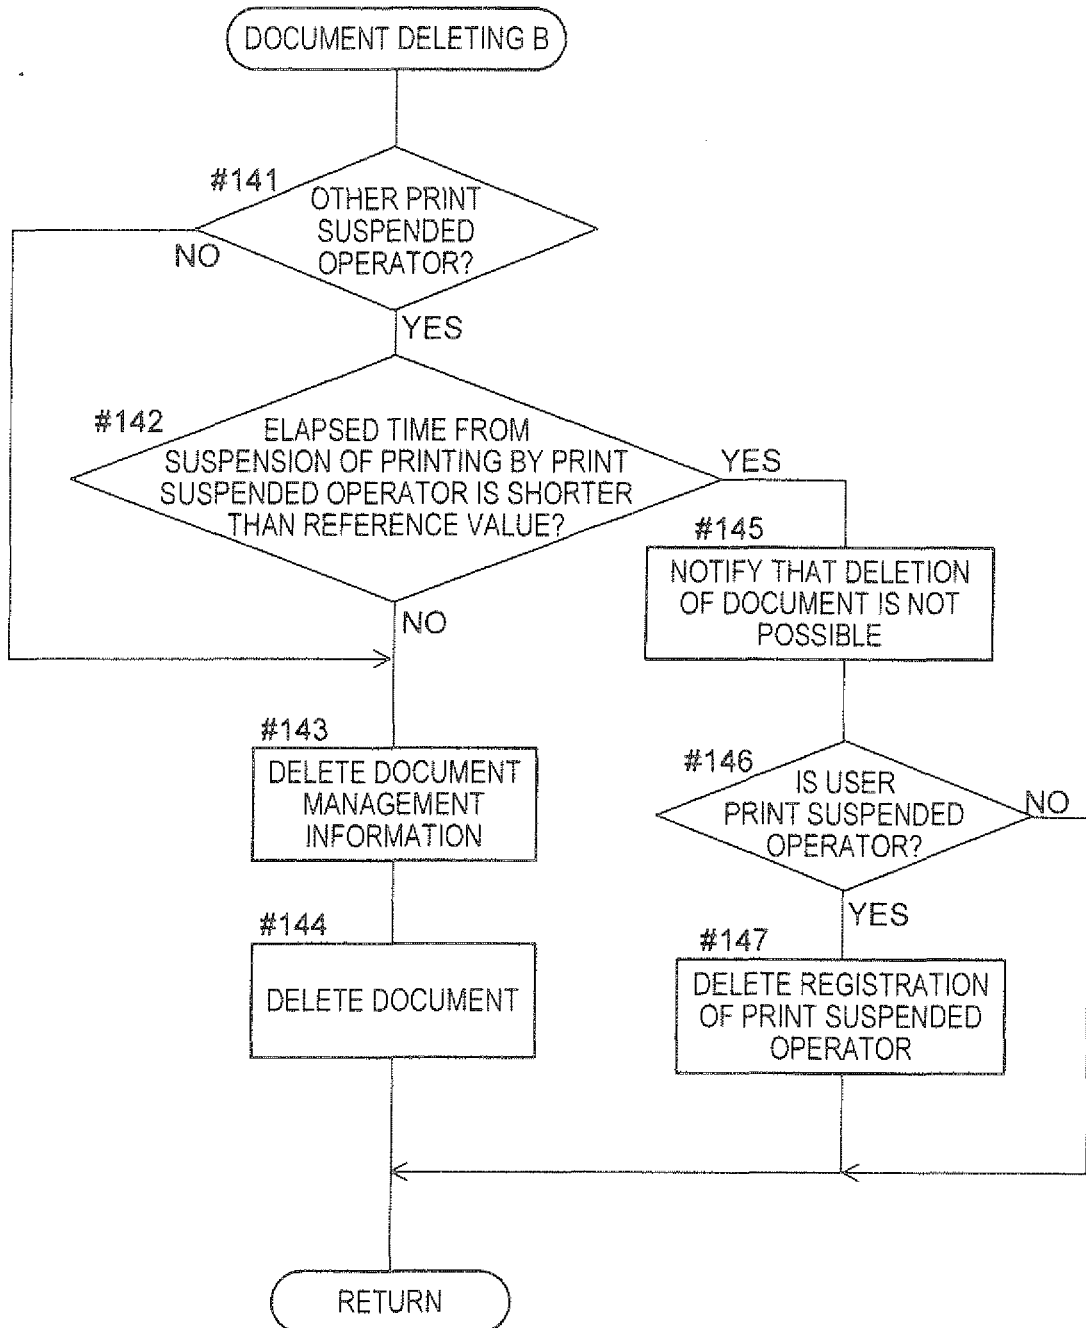 DOCUMENT DELETING B
#141
OTHER PRINT
SUSPENDED
OPERATOR?
NO
YES
#142
ELAPSED TIME FROM
SUSPENSION OF PRINTING BY PRINT
SUSPENDED OPERATOR IS SHORTER
THAN REFERENCE VALUE?
YES
NO
#145
NOTIFY THAT DELETION
OF DOCUMENT IS NOT
POSSIBLE
#143
DELETE DOCUMENT
MANAGEMENT
INFORMATION
#146
IS USER
PRINT SUSPENDED
OPERATOR?
NO
YES
#144
DELETE DOCUMENT
#147
DELETE REGISTRATION
OF PRINT SUSPENDED
OPERATOR
RETURN